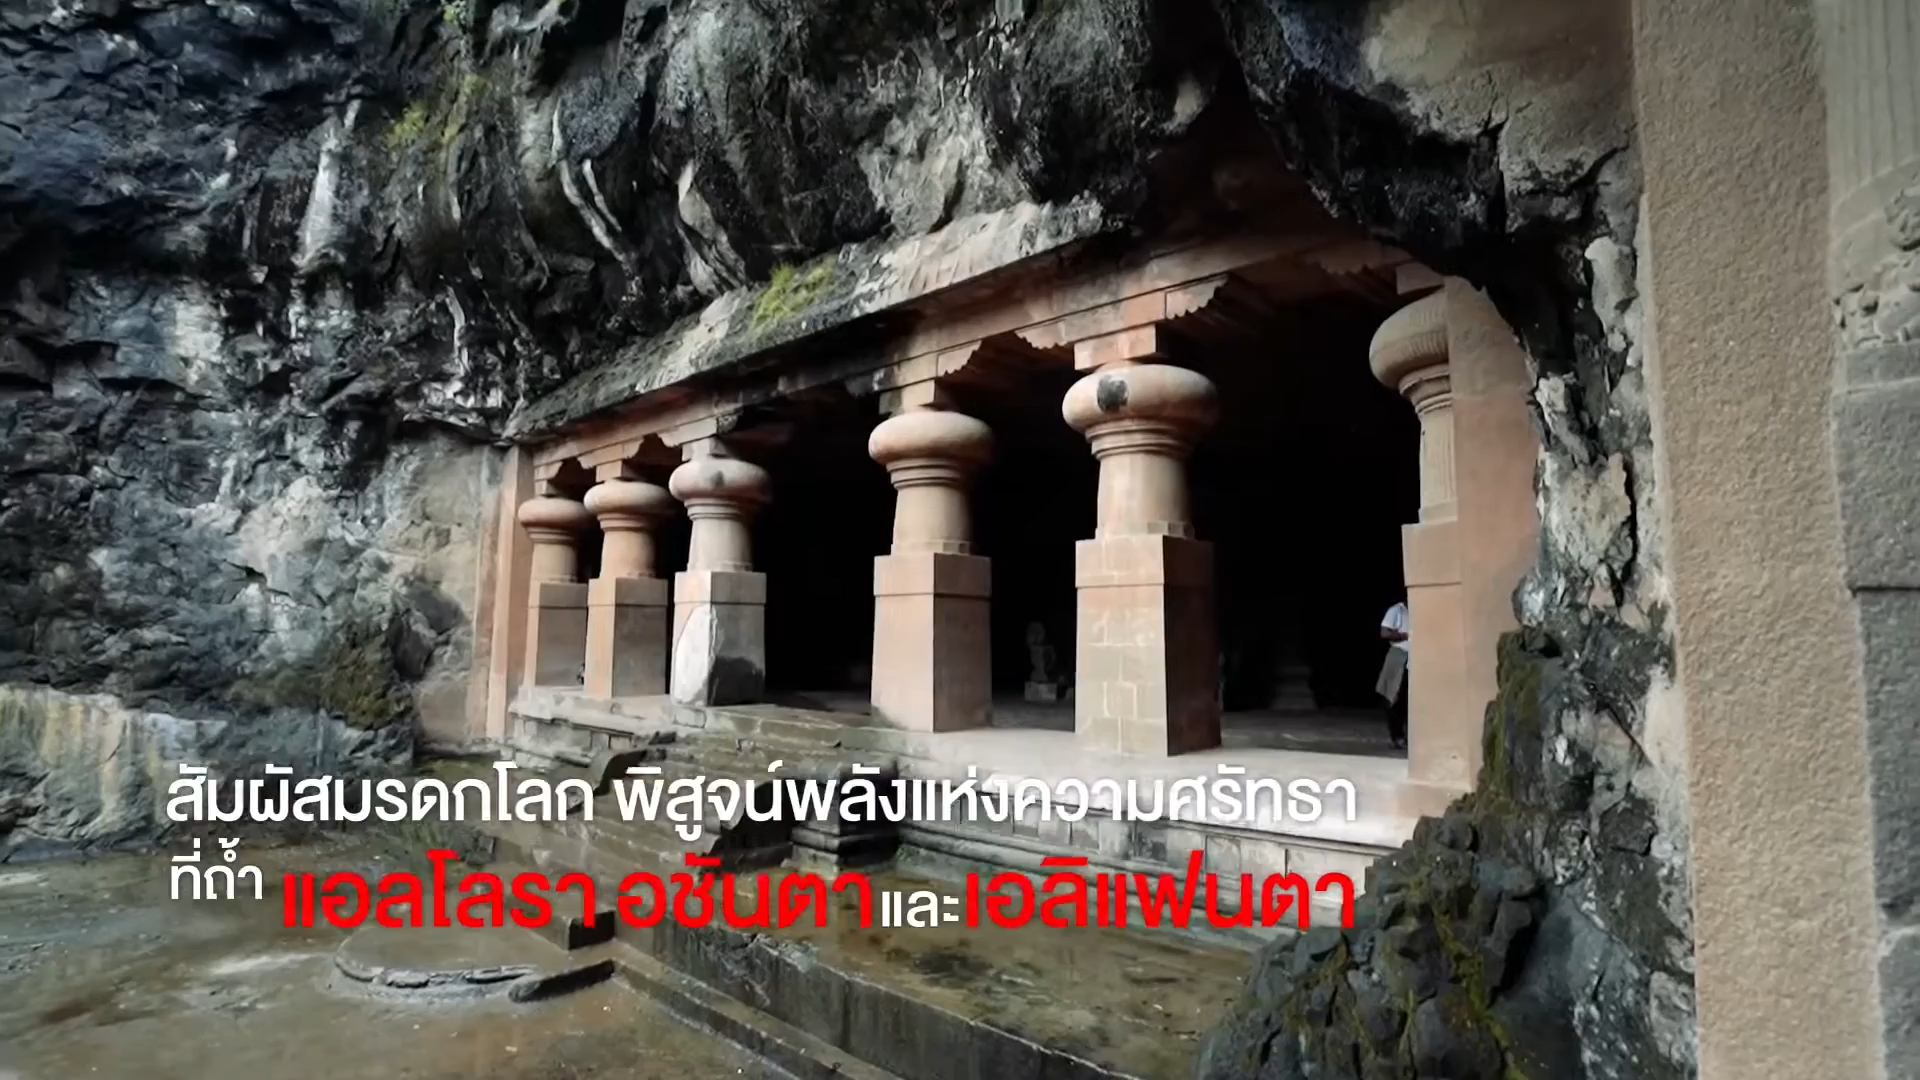 สัมผัสมรดกโลก พิสูจน์พลังแห่งความศรัทธา
ที่ถ้ำ แอลโลรา อชันตาและเอลิแฟนตา